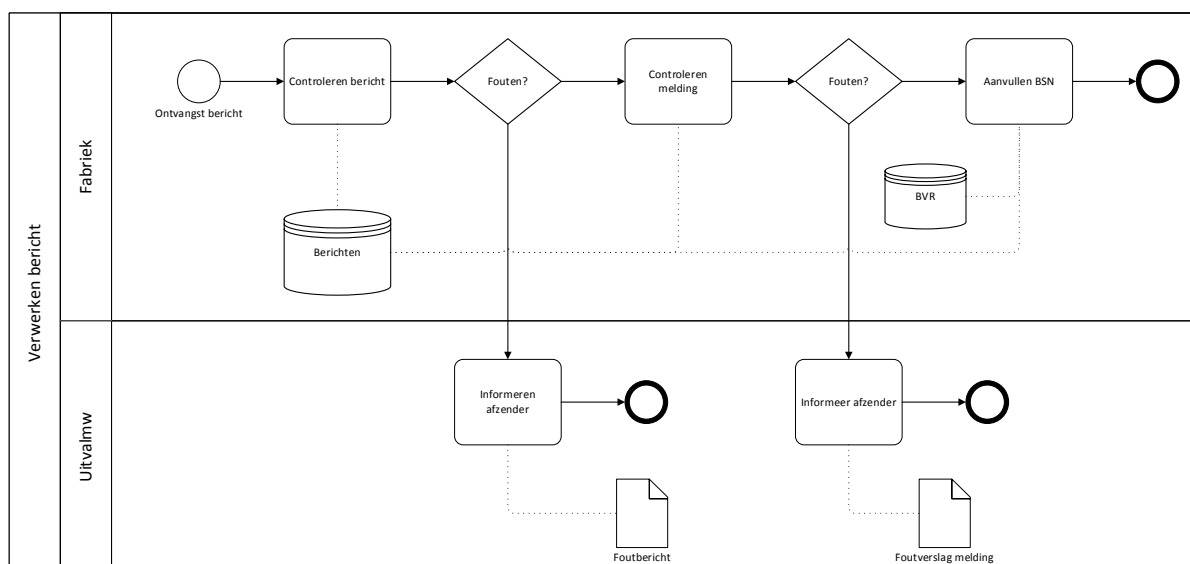 Verwerken bericht
Fabriek
Ontvangst bericht
Controleren bericht
Fouten?
Controleren
melding
Fouten?
Aanvullen BSN
Berichten
BVR
Uitvalmw
Informeren
afzender
Informeer afzender
Foutbericht
Foutverslag melding